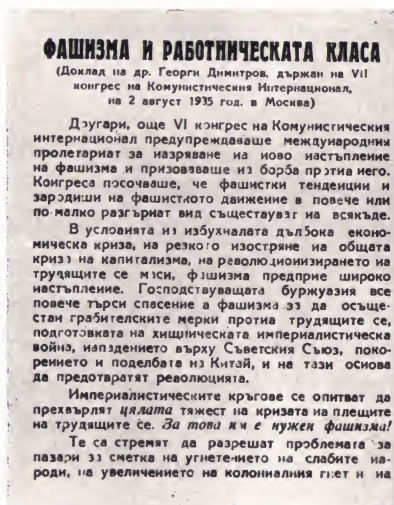 ФАШИЗМА И РАБОТНИЧЕСКАТА КЛАСА
(Доклад на др. Георги Димитров, държан на VII
конгрес на Комунистическия Интернационал,
на 2 август 1935 год. в Москва)
Другари, още VI конгрес на Комунистическия
интернационал предупреждаваше международния
пролетариат за назряване на ново настъпление
на фашизма и призоваваше на борба против него.
Конгреса посочваше, че фашистки тенденции и
зародиши на фашисткото движение в повече или
по-малко разгърнат вид съществуват на всякъде.
В условията на избухналата дълбока иконо-
мическа криза, на резкото изостряне на общата
криза на капитализма, на революционизирането на
трудящите се маси, фашизма предприе широко
настъпление. Господствуващата буржуазия все
повече търси спасение в фашизма за да осъще-
стви грабителските мерки против трудящите се,
подготовката на хищническата империалистическа
война, нападението върху Съветския Съюз, поко-
рението и поделбата на Китай, и на тази основа
да предотвратят революцията.
Империалистическите кръгове се опитват да
прехвърлят цялата тежест на кризата на плещите
на трудящите се. За това им е нужен фашизма!
Те са стремят да разрешат проблемата за
пазари за сметка на угнетението на слабите на-
роди, на увеличението на колониалния гнет и на